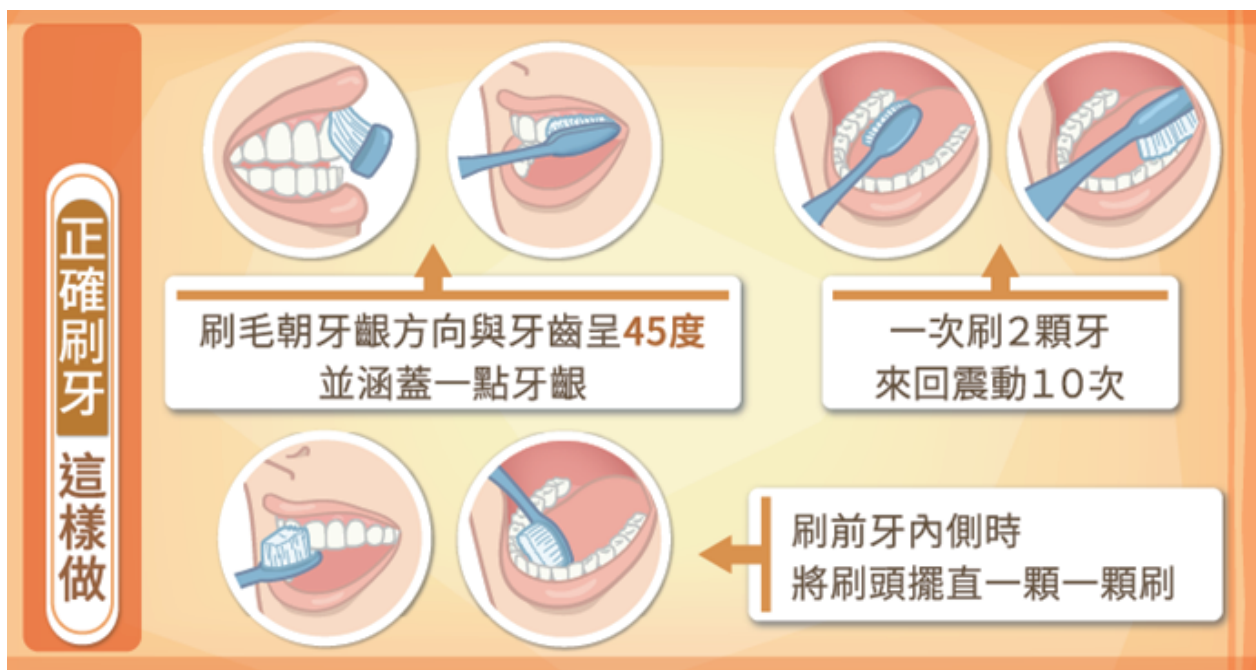 正確刷牙
這樣做
刷毛朝牙齦方向與牙齒呈45度
並涵蓋一點牙齦
一次刷2顆牙
來回震動10次
刷前牙內側時
將刷頭擺直一顆一顆刷